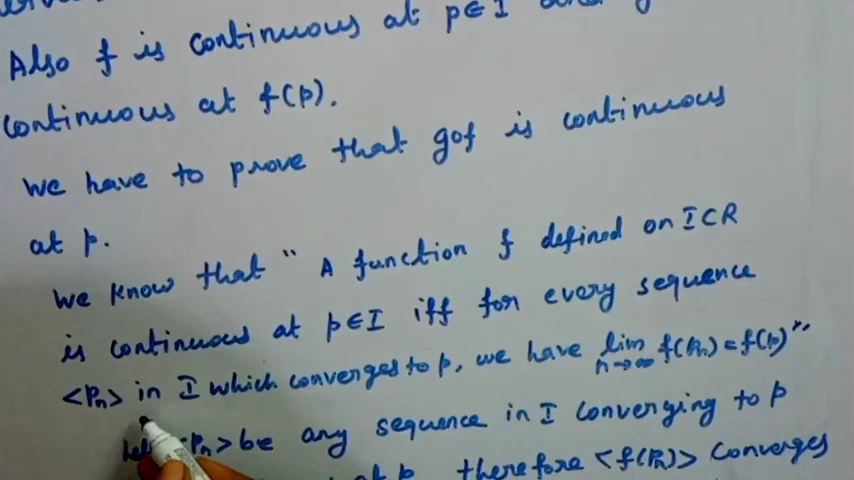 Also f is continuous at p∈I
continuous at f(p).
We have to prove that gof is continuous
at p.
We know that " A function f defined on I⊂R
is continuous at p∈I iff for every sequence
<Pn> in I which converges to p, we have lim n→∞ f(Pn) = f(p)"
<Pn> be any sequence in I converging to p
at p, therefore <f(Pn)> converges